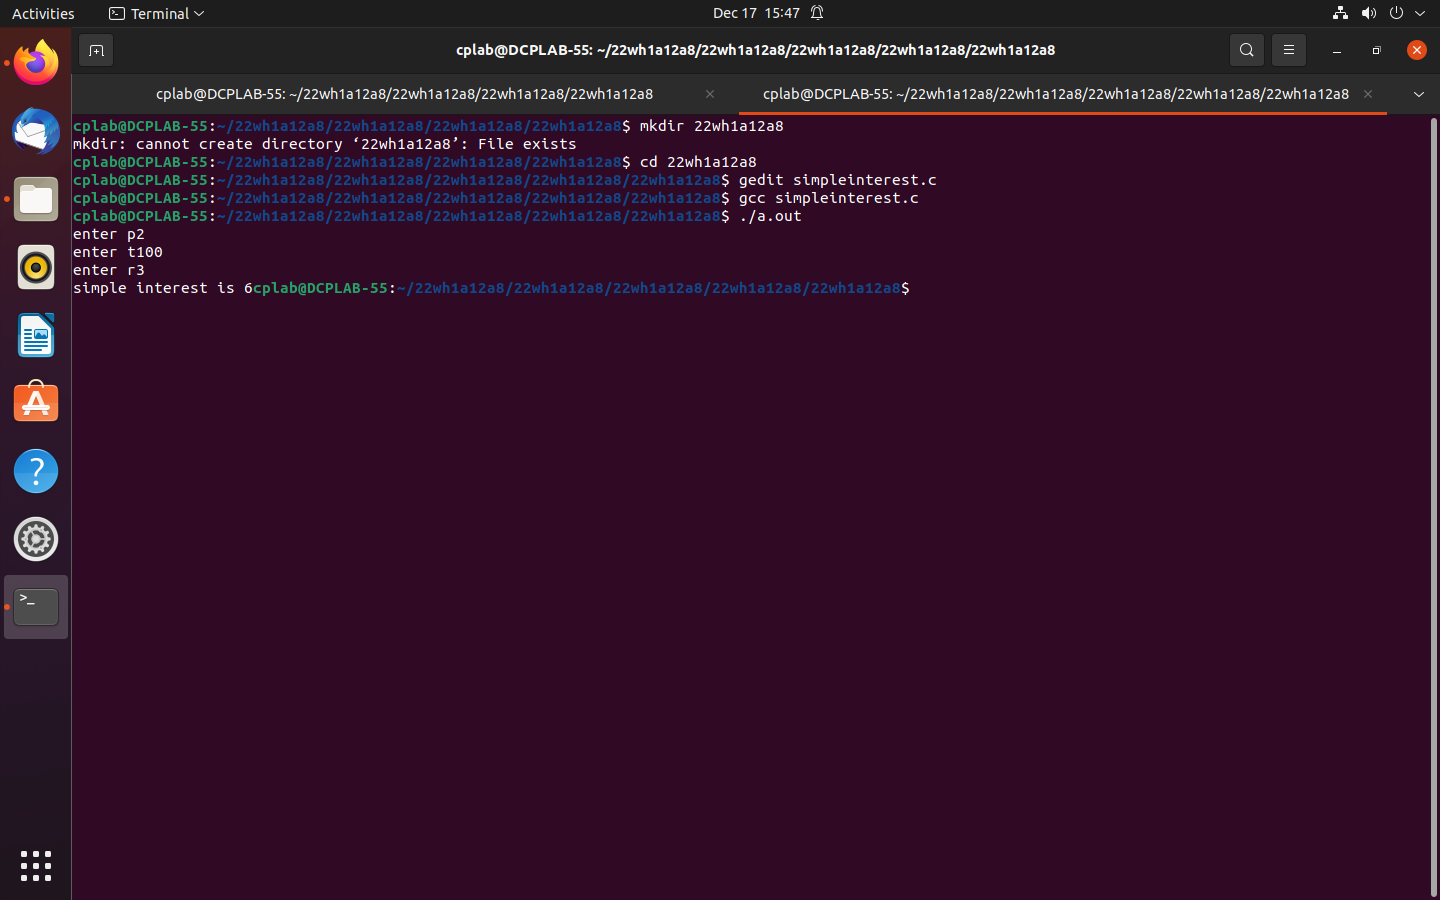 Activities
Terminal
Dec 17 15:47
cplab@DCPLAB-55: ~/22wh1a12a8/22wh1a12a8/22wh1a12a8/22wh1a12a8/22wh1a12a8
cplab@DCPLAB-55: ~/22wh1a12a8/22wh1a12a8/22wh1a12a8/22wh1a12a8
cplab@DCPLAB-55: ~/22wh1a12a8/22wh1a12a8/22wh1a12a8/22wh1a12a8/22wh1a12a8
cplab@DCPLAB-55:~/22wh1a12a8/22wh1a12a8/22wh1a12a8/22wh1a12a8$ mkdir 22wh1a12a8
mkdir: cannot create directory ‘22wh1a12a8’: File exists
cplab@DCPLAB-55:~/22wh1a12a8/22wh1a12a8/22wh1a12a8/22wh1a12a8$ cd 22wh1a12a8
cplab@DCPLAB-55:~/22wh1a12a8/22wh1a12a8/22wh1a12a8/22wh1a12a8/22wh1a12a8$ gedit simpleinterest.c
cplab@DCPLAB-55:~/22wh1a12a8/22wh1a12a8/22wh1a12a8/22wh1a12a8/22wh1a12a8$ gcc simpleinterest.c
cplab@DCPLAB-55:~/22wh1a12a8/22wh1a12a8/22wh1a12a8/22wh1a12a8/22wh1a12a8$ ./a.out
enter p2
enter t100
enter r3
simple interest is 6cplab@DCPLAB-55:~/22wh1a12a8/22wh1a12a8/22wh1a12a8/22wh1a12a8/22wh1a12a8$